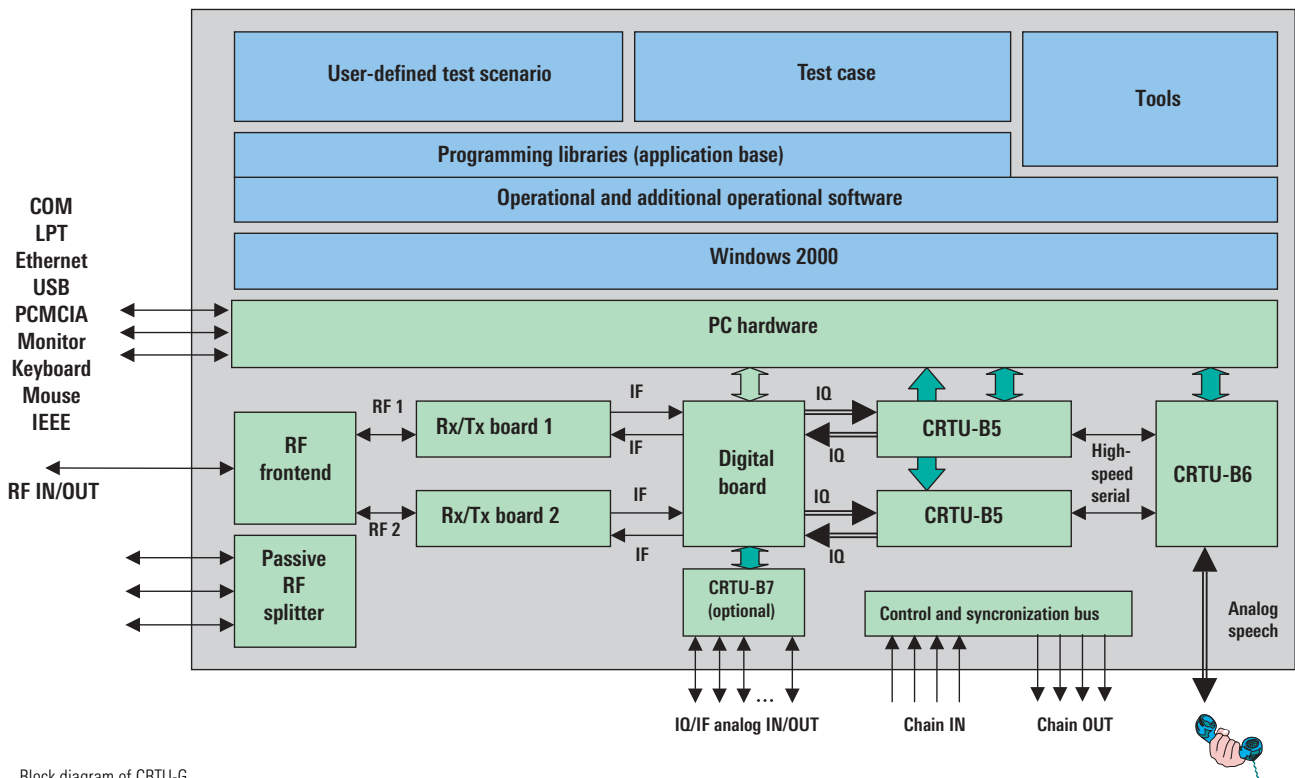 User-defined test scenario
Test case
Tools
Programming libraries (application base)
Operational and additional operational software
Windows 2000
PC hardware
COM
LPT
Ethernet
USB
PCMCIA
Monitor
Keyboard
Mouse
IEEE
RF IN/OUT
RF
frontend
RF 1
RF 2
Rx/Tx board 1
Rx/Tx board 2
IF
IF
IF
IF
Digital
board
IQ
IQ
IQ
IQ
CRTU-B5
CRTU-B5
High-
speed
serial
CRTU-B6
Passive
RF
splitter
CRTU-B7
(optional)
Control and syncronization bus
Analog
speech
...
IQ/IF analog IN/OUT
Chain IN
Chain OUT
Block diagram of CRTU-G